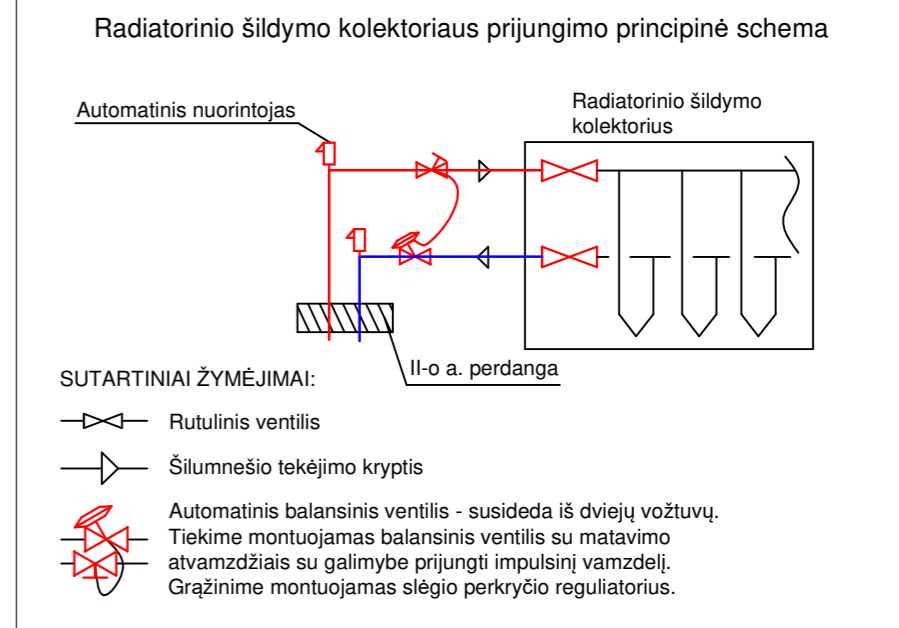 Radiatorinio šildymo kolektoriaus prijungimo principinė schema
Automatinis nuorintojas
Radiatorinio šildymo
kolektorius
II-o a. perdanga
SUTARTINIAI ŽYMĖJIMAI:
Rutulinis ventilis
Šilumnešio tekėjimo kryptis
Automatinis balansinis ventilis - susideda iš dviejų vožtuvų.
Tiekime montuojamas balansinis ventilis su matavimo
atvamzdžiais su galimybe prijungti impulsinį vamzdelį.
Grąžinime montuojamas slėgio perkryčio reguliatorius.